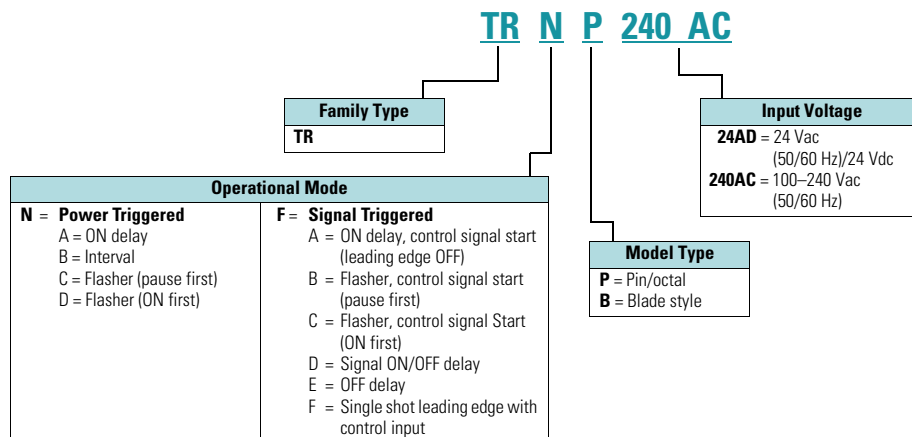 TR N P 240 AC
Family Type
TR
Input Voltage
24AD = 24 Vac
(50/60 Hz)/24 Vdc
240AC = 100–240 Vac
(50/60 Hz)
Operational Mode
N = Power Triggered
A = ON delay
B = Interval
C = Flasher (pause first)
D = Flasher (ON first)
F = Signal Triggered
A = ON delay, control signal start
(leading edge OFF)
B = Flasher, control signal start
(pause first)
C = Flasher, control signal Start
(ON first)
D = Signal ON/OFF delay
E = OFF delay
F = Single shot leading edge with
control input
Model Type
P = Pin/octal
B = Blade style